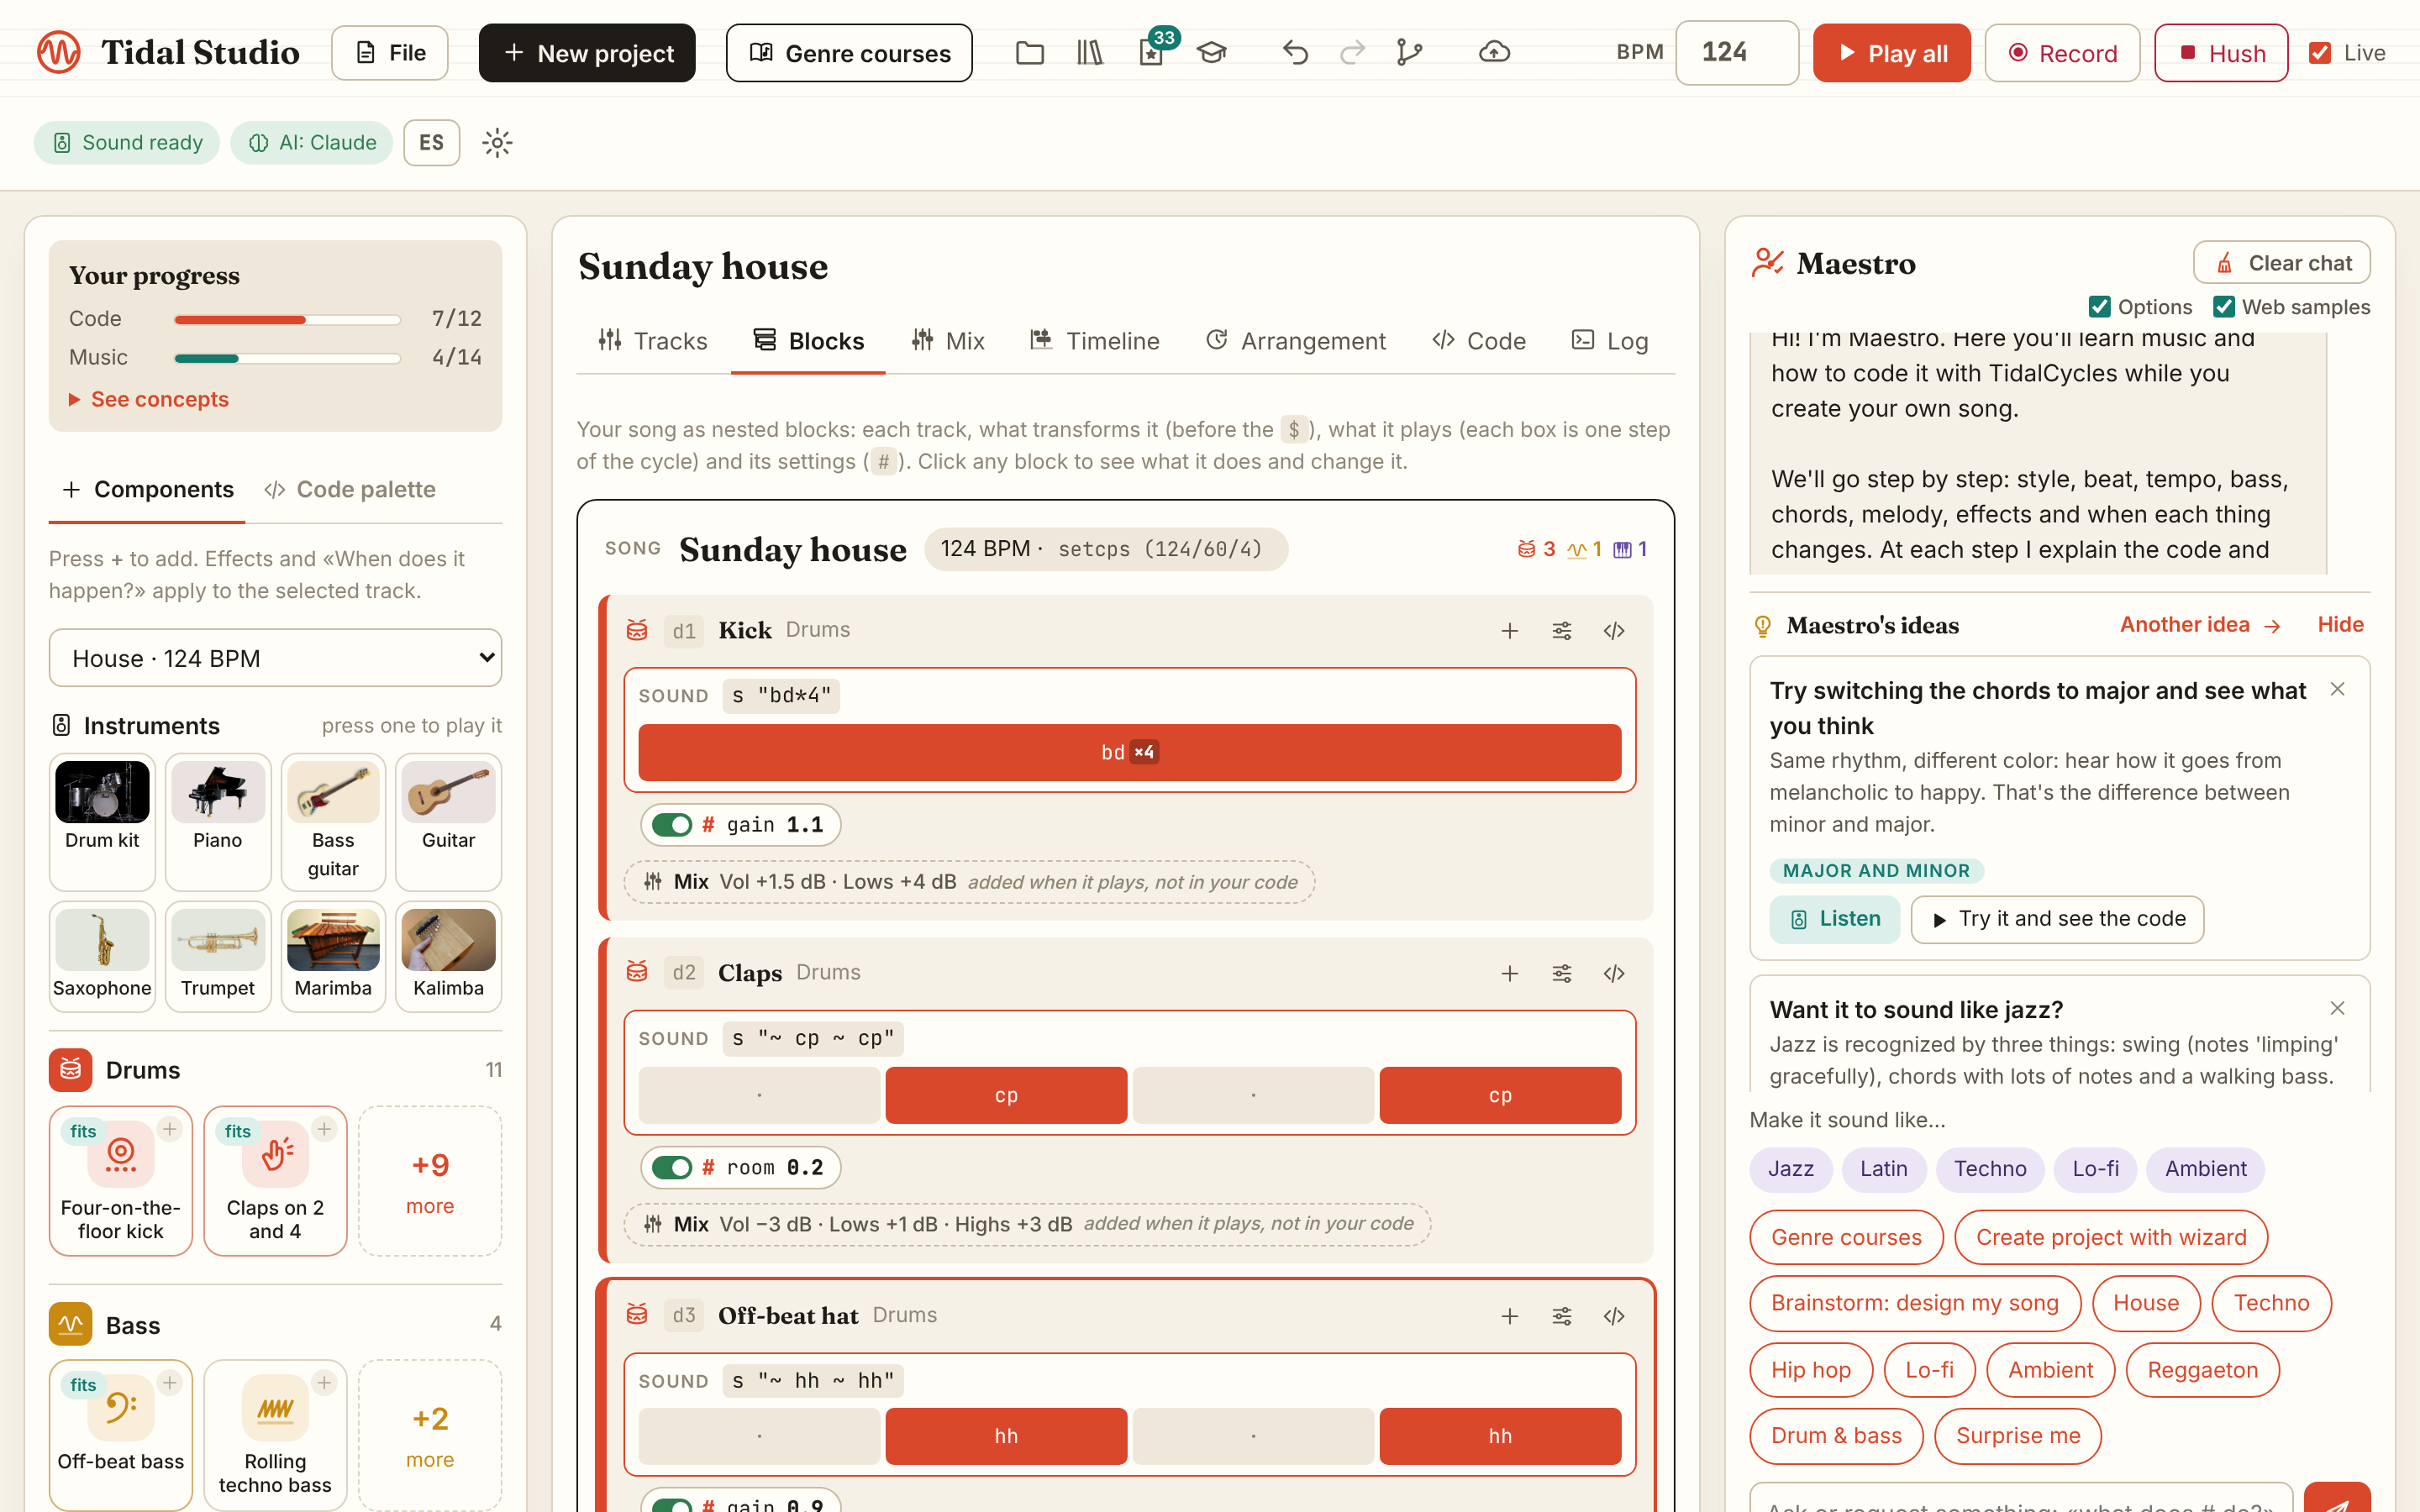 Tidal Studio
File
New project
Genre courses
33
BPM
124
Play all
Record
Hush
Live
Sound ready
AI: Claude
ES
Your progress
Code
7/12
Music
4/14
See concepts
Components
Code palette
Press + to add. Effects and «When does it
happen?» apply to the selected track.
House · 124 BPM
Instruments
press one to play it
Drum kit
Piano
Bass
guitar
Guitar
Saxophone
Trumpet
Marimba
Kalimba
Drums
11
fits
Four-on-the-
floor kick
fits
Claps on 2
and 4
+9
more
Bass
4
fits
Off-beat bass
Rolling
techno bass
+2
more
Sunday house
Tracks
Blocks
Mix
Timeline
Arrangement
Code
Log
Your song as nested blocks: each track, what transforms it (before the $), what it plays (each box is one step
of the cycle) and its settings (#). Click any block to see what it does and change it.
SONG
Sunday house
124 BPM · setcps (124/60/4)
3
1
1
d1
Kick
Drums
SOUND
s "bd*4"
bd ×4
# gain 1.1
Mix Vol +1.5 dB · Lows +4 dB added when it plays, not in your code
d2
Claps
Drums
SOUND
s "~ cp ~ cp"
·
cp
·
cp
# room 0.2
Mix Vol −3 dB · Lows +1 dB · Highs +3 dB added when it plays, not in your code
d3
Off-beat hat
Drums
SOUND
s "~ hh ~ hh"
·
hh
·
hh
# gain 0.9
Maestro
Clear chat
Options
Web samples
Hi! I'm Maestro. Here you'll learn music and
how to code it with TidalCycles while you
create your own song.
We'll go step by step: style, beat, tempo, bass,
chords, melody, effects and when each thing
changes. At each step I explain the code and
Maestro's ideas
Another idea →
Hide
Try switching the chords to major and see what
you think
Same rhythm, different color: hear how it goes from
melancholic to happy. That's the difference between
minor and major.
MAJOR AND MINOR
Listen
Try it and see the code
Want it to sound like jazz?
Jazz is recognized by three things: swing (notes 'limping'
gracefully), chords with lots of notes and a walking bass.
Make it sound like...
Jazz
Latin
Techno
Lo-fi
Ambient
Genre courses
Create project with wizard
Brainstorm: design my song
House
Techno
Hip hop
Lo-fi
Ambient
Reggaeton
Drum & bass
Surprise me
Ask or request something: «what does # do?»